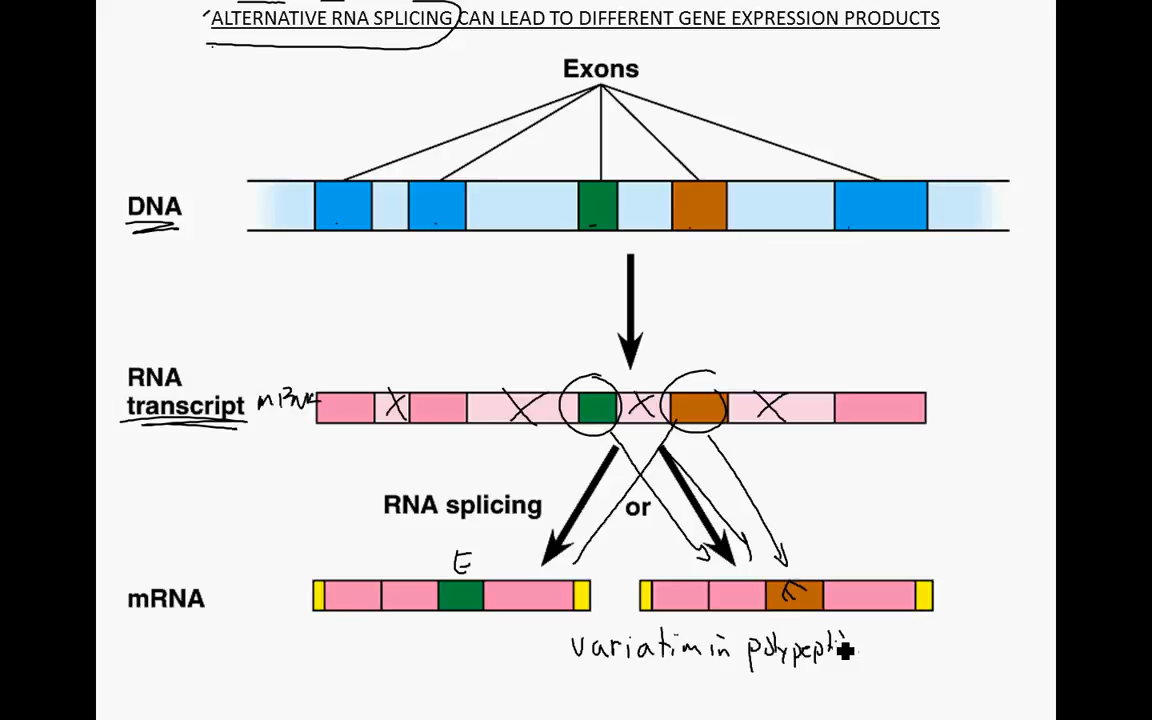 ALTERNATIVE RNA SPLICING CAN LEAD TO DIFFERENT GENE EXPRESSION PRODUCTS
Exons
DNA
RNA
transcript
RNA splicing
or
E
mRNA
E
variation in polypepti